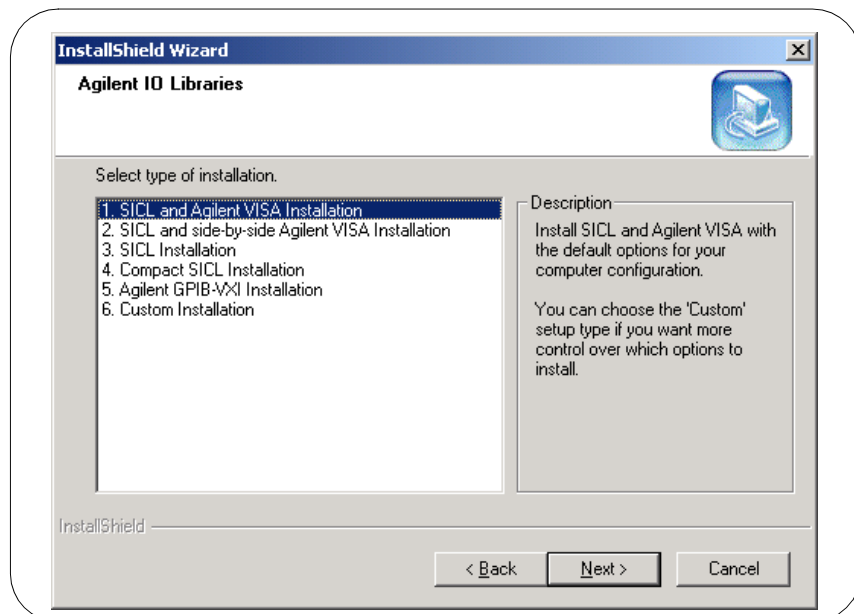 InstallShield Wizard
Agilent IO Libraries
Select type of installation.
1. SICL and Agilent VISA Installation
2. SICL and side-by-side Agilent VISA Installation
3. SICL Installation
4. Compact SICL Installation
5. Agilent GPIB-VXI Installation
6. Custom Installation
Description
Install SICL and Agilent VISA with
the default options for your
computer configuration.
You can choose the 'Custom'
setup type if you want more
control over which options to
install.
InstallShield
< Back
Next >
Cancel